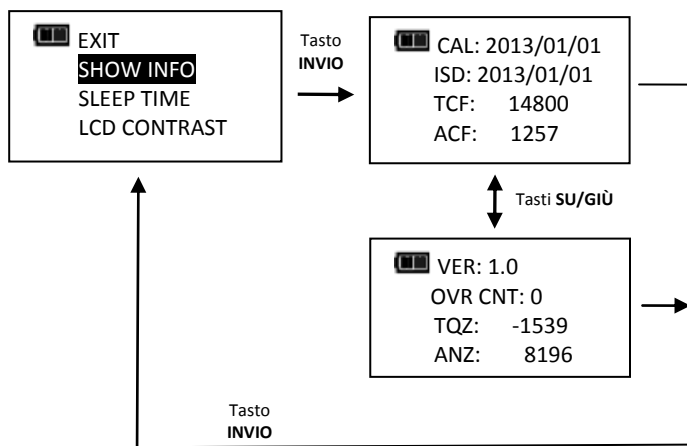 EXIT
SHOW INFO
SLEEP TIME
LCD CONTRAST
Tasto
INVIO
CAL: 2013/01/01
ISD: 2013/01/01
TCF: 14800
ACF: 1257
Tasti SU/GIÙ
VER: 1.0
OVR CNT: 0
TQZ: -1539
ANZ: 8196
Tasto
INVIO